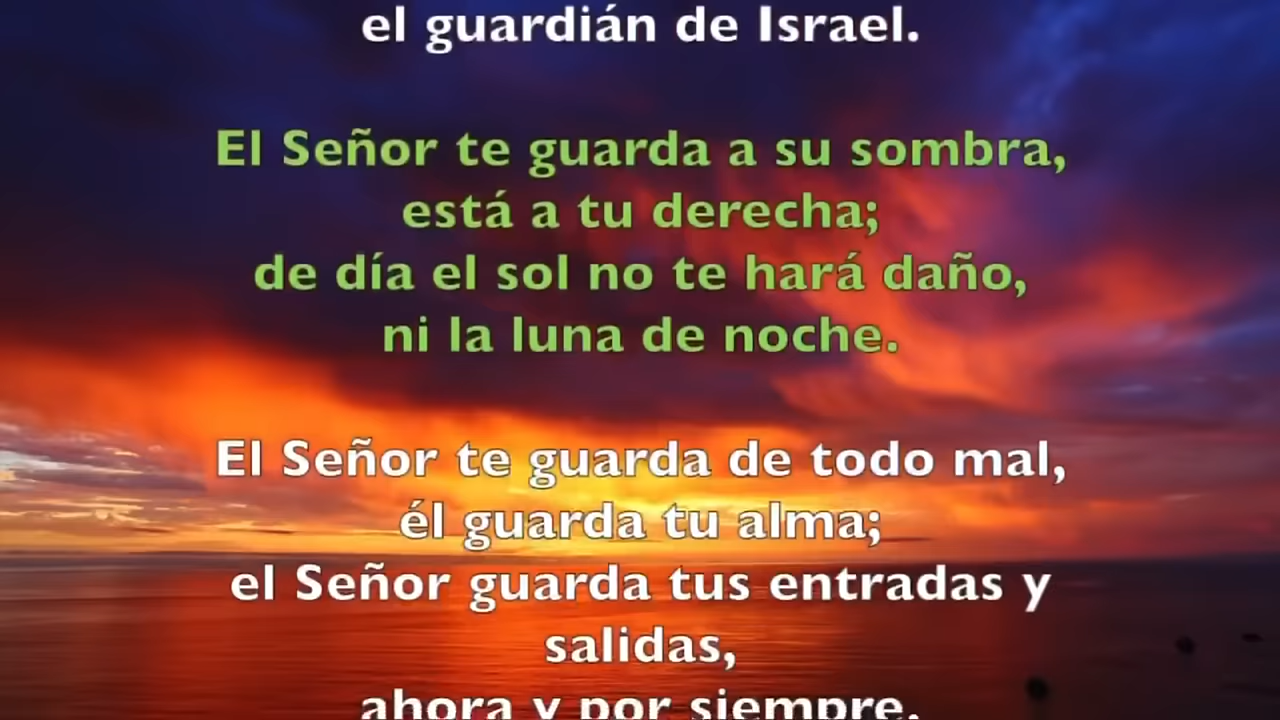 el guardián de Israel.
El Señor te guarda a su sombra,
está a tu derecha;
de día el sol no te hará daño,
ni la luna de noche.
El Señor te guarda de todo mal,
él guarda tu alma;
el Señor guarda tus entradas y
salidas,
ahora y por siempre.